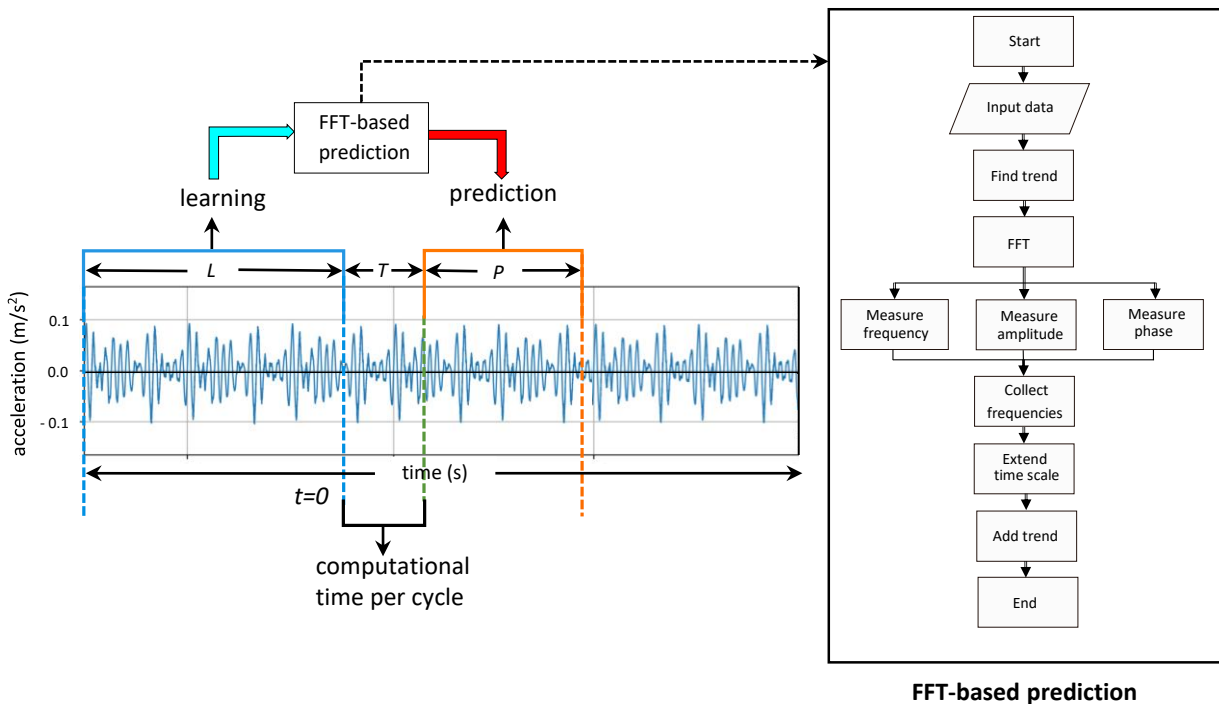 FFT-based
prediction
learning
prediction
L
T
P
acceleration (m/s²)
0.1
0.0
- 0.1
time (s)
t=0
computational
time per cycle
Start
Input data
Find trend
FFT
Measure
frequency
Measure
amplitude
Measure
phase
Collect
frequencies
Extend
time scale
Add trend
End
FFT-based prediction